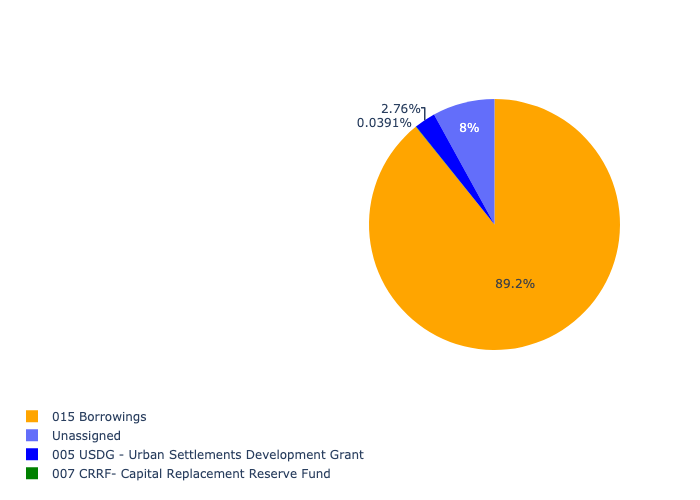 2.76%
0.0391%
8%
89.2%
015 Borrowings
Unassigned
005 USDG - Urban Settlements Development Grant
007 CRRF- Capital Replacement Reserve Fund